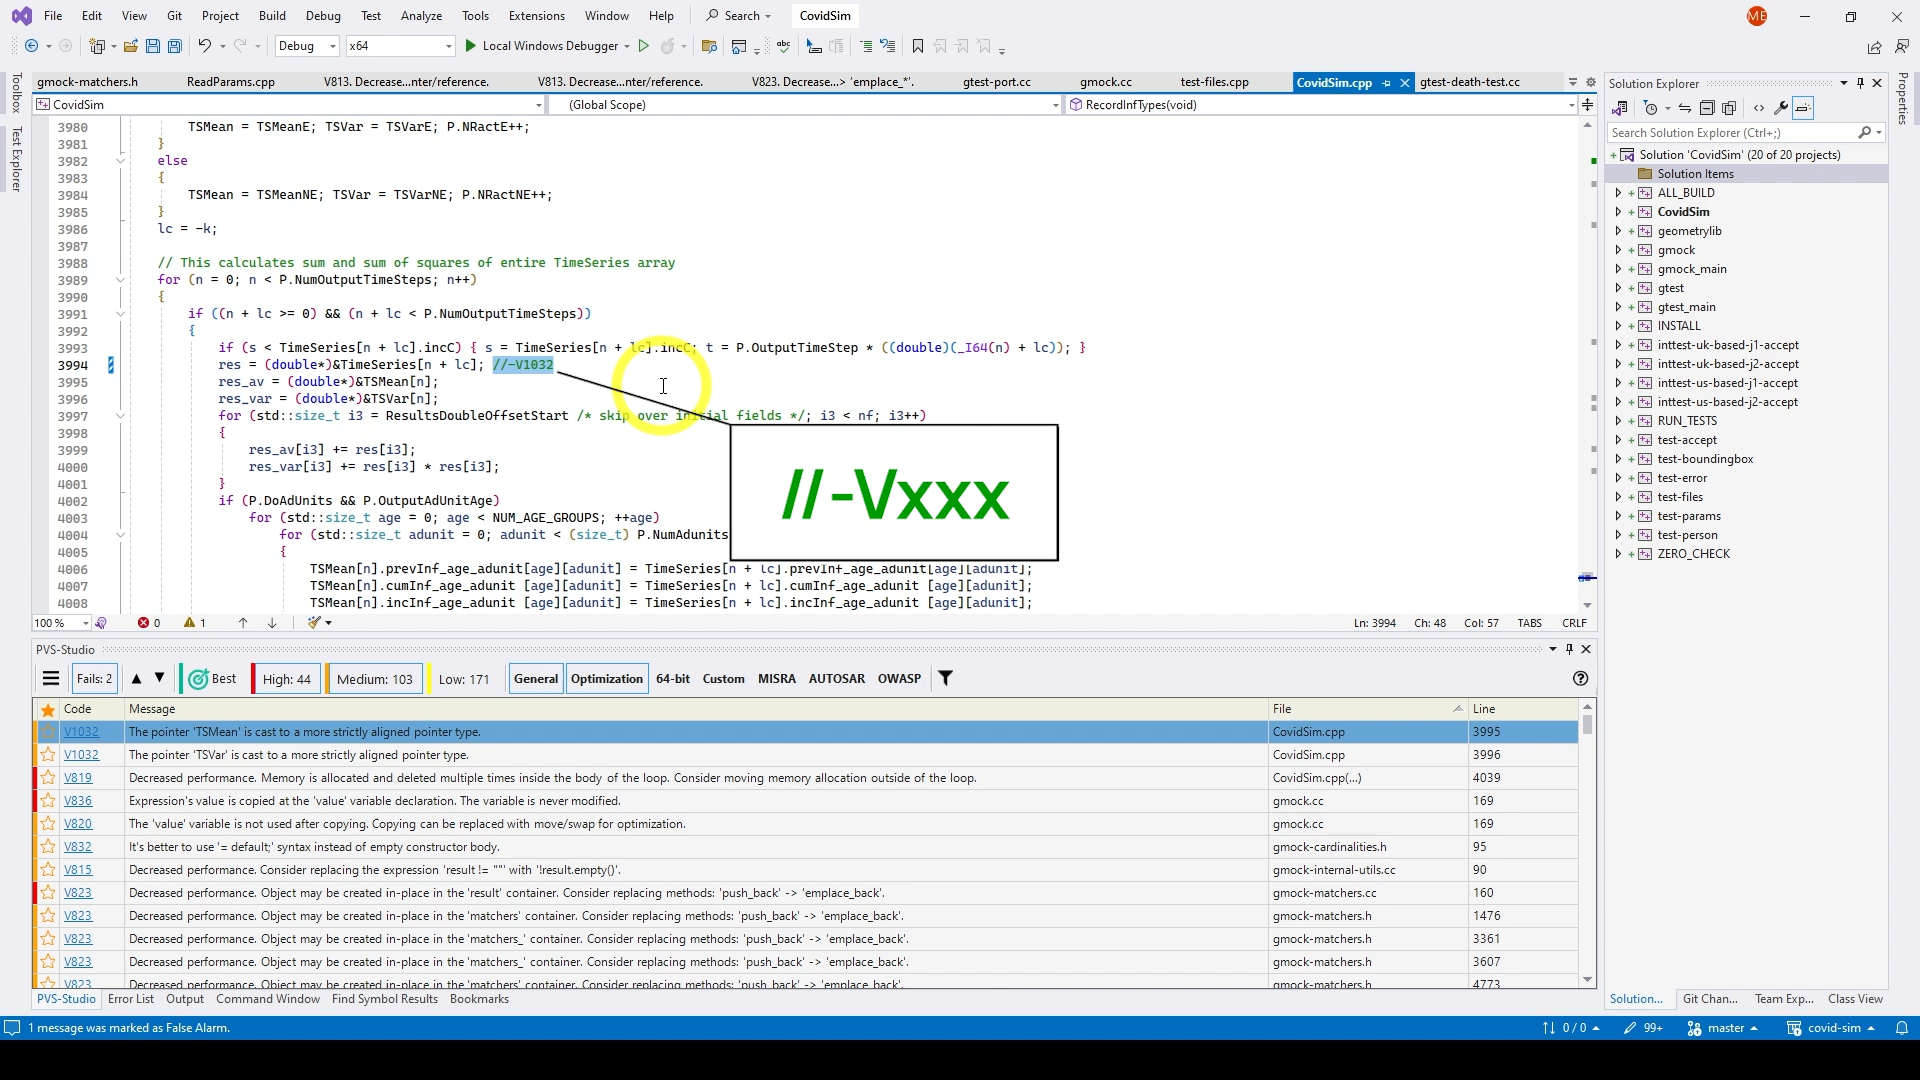 File Edit View Git Project Build Debug Test Analyze Tools Extensions Window Help Search CovidSim ME
Debug x64 Local Windows Debugger
gmock-matchers.h ReadParams.cpp V813. Decrease...nter/reference. V813. Decrease...nter/reference. V823. Decrease...> 'emplace_*'. gtest-port.cc gmock.cc test-files.cpp CovidSim.cpp gtest-death-test.cc
CovidSim (Global Scope) RecordInfTypes(void)
Toolbox
Test Explorer
3980 TSMean = TSMeanE; TSVar = TSVarE; P.NRactE++;
3981 }
3982 else
3983 {
3984 TSMean = TSMeanNE; TSVar = TSVarNE; P.NRactNE++;
3985 }
3986 lc = -k;
3987
3988 // This calculates sum and sum of squares of entire TimeSeries array
3989 for (n = 0; n < P.NumOutputTimeSteps; n++)
3990 {
3991 if ((n + lc >= 0) && (n + lc < P.NumOutputTimeSteps))
3992 {
3993 if (s < TimeSeries[n + lc].incC) { s = TimeSeries[n + lc].incC; t = P.OutputTimeStep * ((double)(_I64(n) + lc)); }
3994 res = (double*)&TimeSeries[n + lc]; //-V1032
3995 res_av = (double*)&TSMean[n];
3996 res_var = (double*)&TSVar[n];
3997 for (std::size_t i3 = ResultsDoubleOffsetStart /* skip over initial fields */; i3 < nf; i3++)
3998 {
3999 res_av[i3] += res[i3];
4000 res_var[i3] += res[i3] * res[i3];
4001 }
4002 if (P.DoAdUnits && P.OutputAdUnitAge)
4003 for (std::size_t age = 0; age < NUM_AGE_GROUPS; ++age)
4004 for (std::size_t adunit = 0; adunit < (size_t) P.NumAdunits
4005 {
4006 TSMean[n].prevInf_age_adunit[age][adunit] = TimeSeries[n + lc].prevInf_age_adunit[age][adunit];
4007 TSMean[n].cumInf_age_adunit [age][adunit] = TimeSeries[n + lc].cumInf_age_adunit [age][adunit];
4008 TSMean[n].incInf_age_adunit [age][adunit] = TimeSeries[n + lc].incInf_age_adunit [age][adunit];
//-Vxxx
100 % 0 1 Ln: 3994 Ch: 48 Col: 57 TABS CRLF
PVS-Studio
Fails: 2 Best High: 44 Medium: 103 Low: 171 General Optimization 64-bit Custom MISRA AUTOSAR OWASP
Code Message File Line
V1032 The pointer 'TSMean' is cast to a more strictly aligned pointer type. CovidSim.cpp 3995
V1032 The pointer 'TSVar' is cast to a more strictly aligned pointer type. CovidSim.cpp 3996
V819 Decreased performance. Memory is allocated and deleted multiple times inside the body of the loop. Consider moving memory allocation outside of the loop. CovidSim.cpp(...) 4039
V836 Expression's value is copied at the 'value' variable declaration. The variable is never modified. gmock.cc 169
V820 The 'value' variable is not used after copying. Copying can be replaced with move/swap for optimization. gmock.cc 169
V832 It's better to use '= default;' syntax instead of empty constructor body. gmock-cardinalities.h 95
V815 Decreased performance. Consider replacing the expression 'result != ""' with '!result.empty()'. gmock-internal-utils.cc 90
V823 Decreased performance. Object may be created in-place in the 'result' container. Consider replacing methods: 'push_back' -> 'emplace_back'. gmock-matchers.cc 160
V823 Decreased performance. Object may be created in-place in the 'matchers' container. Consider replacing methods: 'push_back' -> 'emplace_back'. gmock-matchers.h 1476
V823 Decreased performance. Object may be created in-place in the 'matchers_' container. Consider replacing methods: 'push_back' -> 'emplace_back'. gmock-matchers.h 3361
V823 Decreased performance. Object may be created in-place in the 'matchers_' container. Consider replacing methods: 'push_back' -> 'emplace_back'. gmock-matchers.h 3607
V823 Decreased performance. Object may be created in-place in the 'matchers' container. Consider replacing methods: 'push_back' -> 'emplace_back'. gmock-matchers.h 4773
PVS-Studio Error List Output Command Window Find Symbol Results Bookmarks
Solution Explorer
Search Solution Explorer (Ctrl+;)
Solution 'CovidSim' (20 of 20 projects)
Solution Items
ALL_BUILD
CovidSim
geometrylib
gmock
gmock_main
gtest
gtest_main
INSTALL
inttest-uk-based-j1-accept
inttest-uk-based-j2-accept
inttest-us-based-j1-accept
inttest-us-based-j2-accept
RUN_TESTS
test-accept
test-boundingbox
test-error
test-files
test-params
test-person
ZERO_CHECK
Solution... Git Chan... Team Exp... Class View
Properties
1 message was marked as False Alarm. 0 / 0 99+ master covid-sim